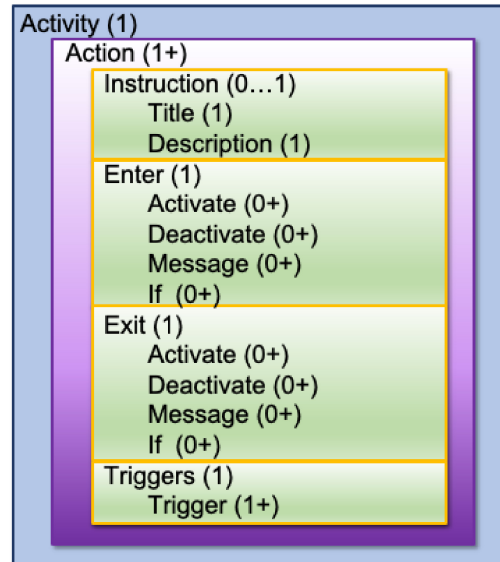 Activity (1)
Action (1+)
Instruction (0...1)
Title (1)
Description (1)
Enter (1)
Activate (0+)
Deactivate (0+)
Message (0+)
If (0+)
Exit (1)
Activate (0+)
Deactivate (0+)
Message (0+)
If (0+)
Triggers (1)
Trigger (1+)